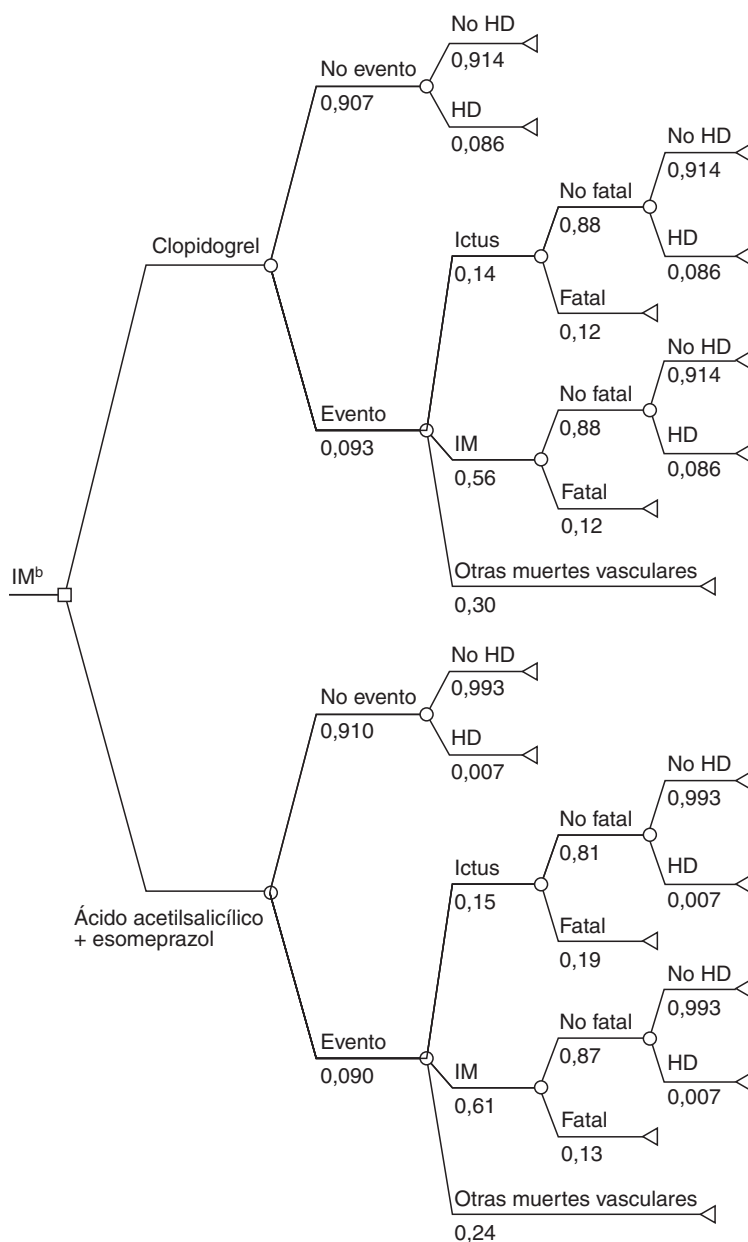 No HD
0,914
No evento
0,907
HD
0,086
No HD
0,914
No fatal
0,88
HD
0,086
Clopidogrel
Ictus
0,14
Fatal
0,12
No HD
0,914
No fatal
0,88
HD
0,086
Evento
0,093
IM
0,56
Fatal
0,12
Otras muertes vasculares
0,30
IMᵇ
No HD
0,993
No evento
0,910
HD
0,007
No HD
0,993
No fatal
0,81
HD
0,007
Ictus
0,15
Fatal
0,19
Ácido acetilsalicílico
+ esomeprazol
No HD
0,993
No fatal
0,87
HD
0,007
Evento
0,090
IM
0,61
Fatal
0,13
Otras muertes vasculares
0,24